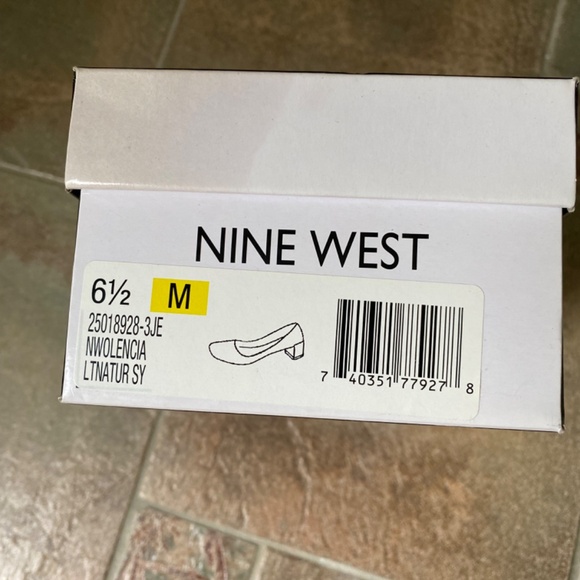 NINE WEST
6½ M
25018928-3JE
NWOLENCIA
LTNATUR SY
7 40351 77927 8